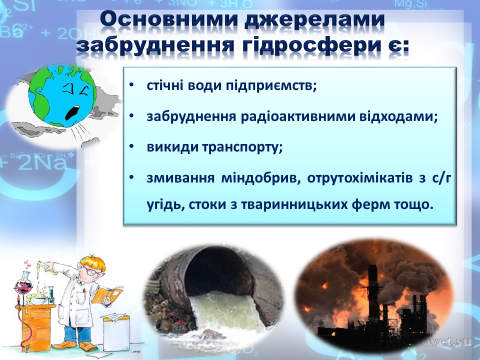 Основними джерелами
забруднення гідросфери є:
• стічні води підприємств;
• забруднення радіоактивними відходами;
• викиди транспорту;
• змивання міндобрив, отрутохімікатів з с/г
угідь, стоки з тваринницьких ферм тощо.